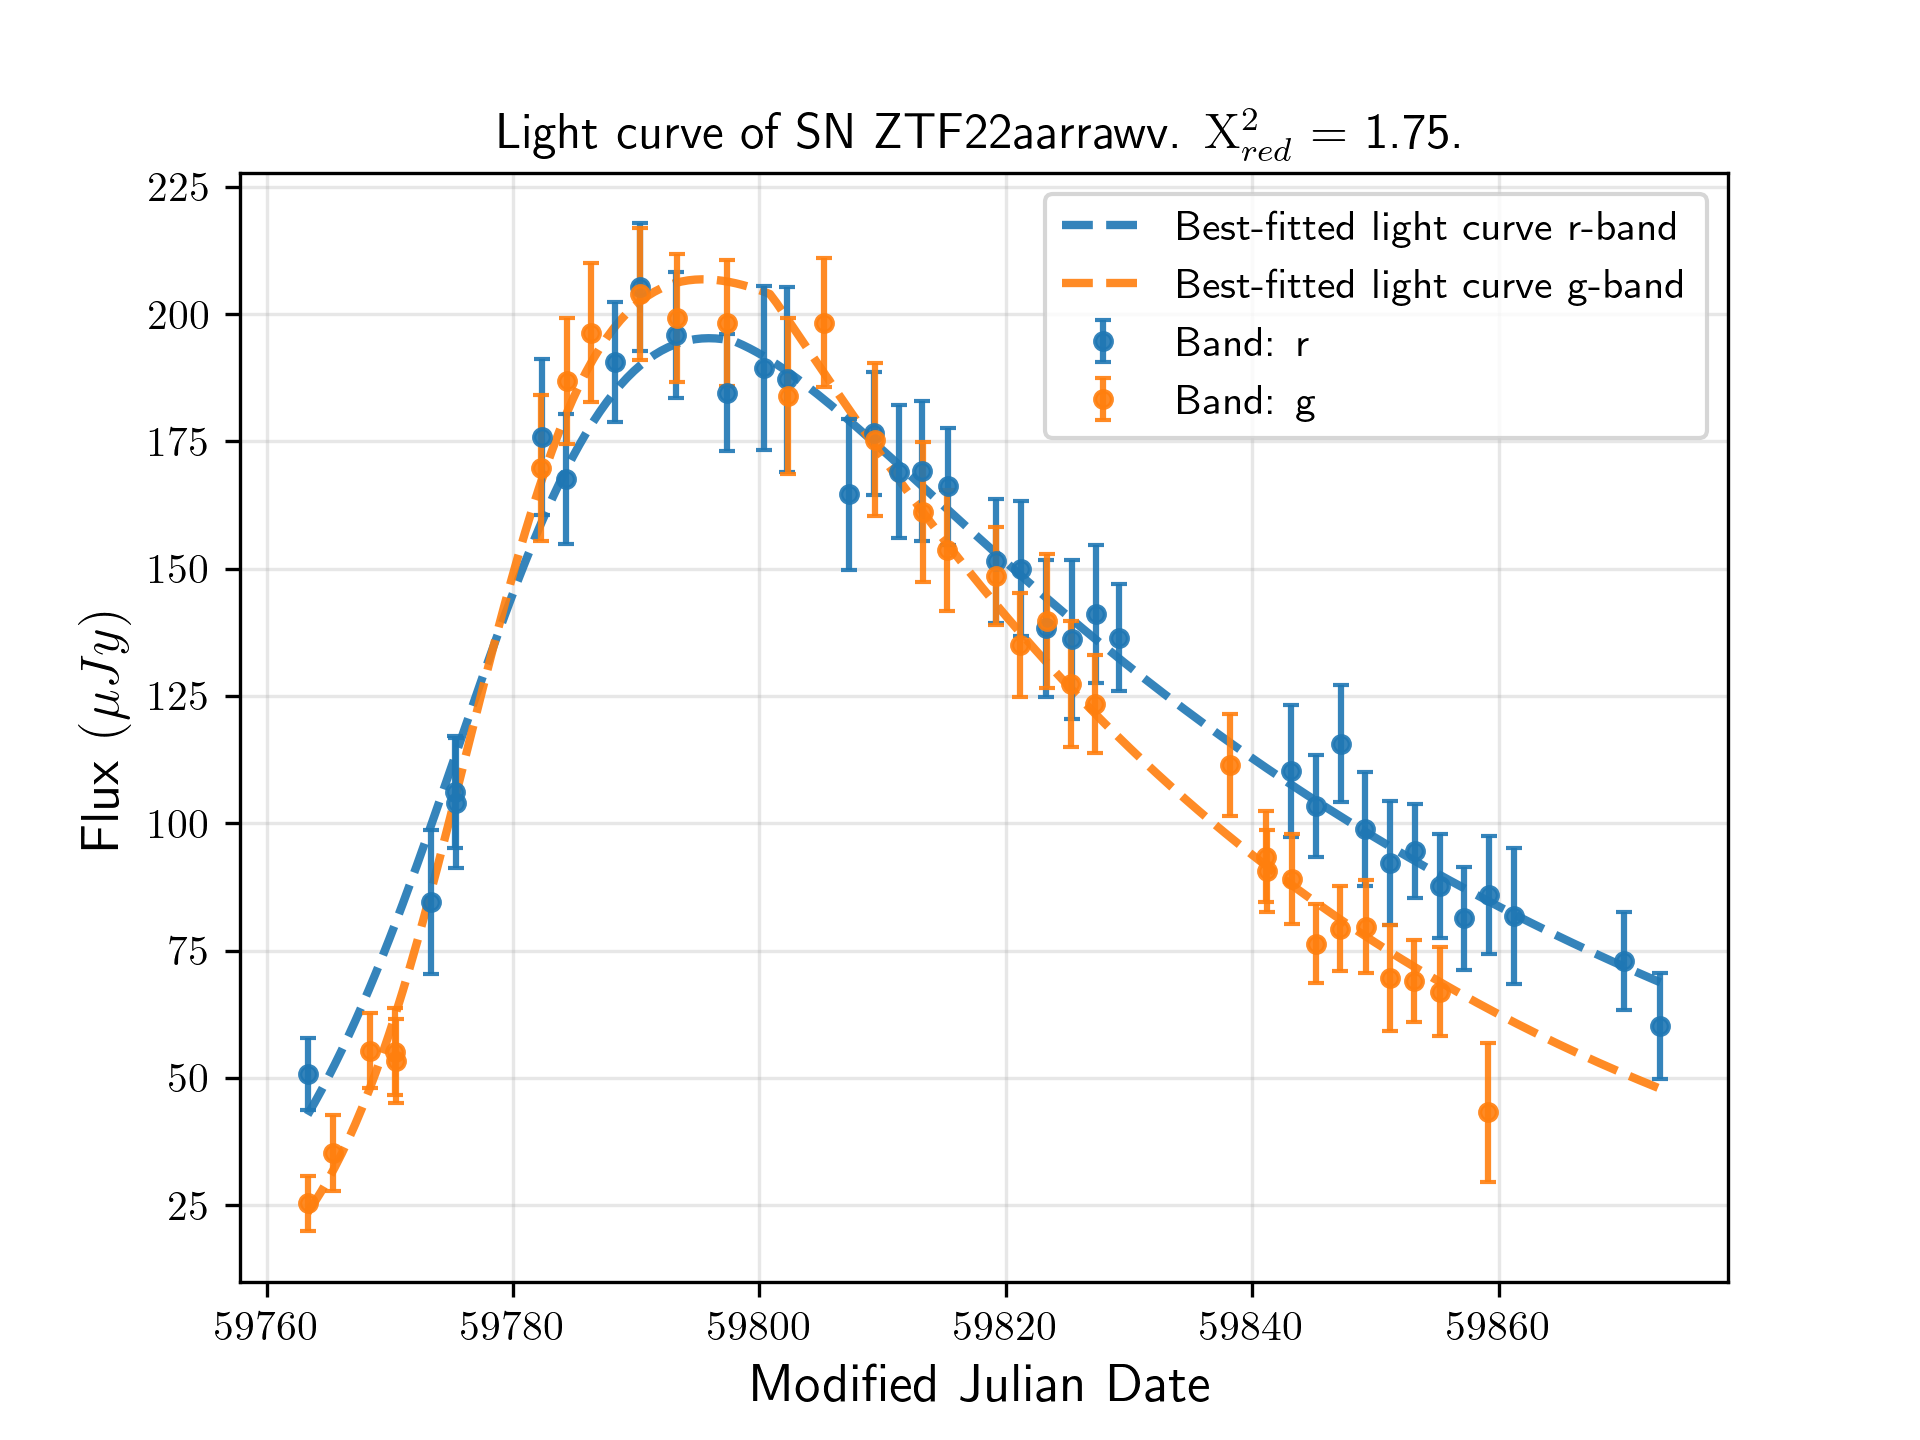 Light curve of SN ZTF22aarrawv. Χ²red = 1.75.
225
200
175
150
125
100
75
50
25
Flux (μJy)
Best-fitted light curve r-band
Best-fitted light curve g-band
Band: r
Band: g
59760 59780 59800 59820 59840 59860
Modified Julian Date